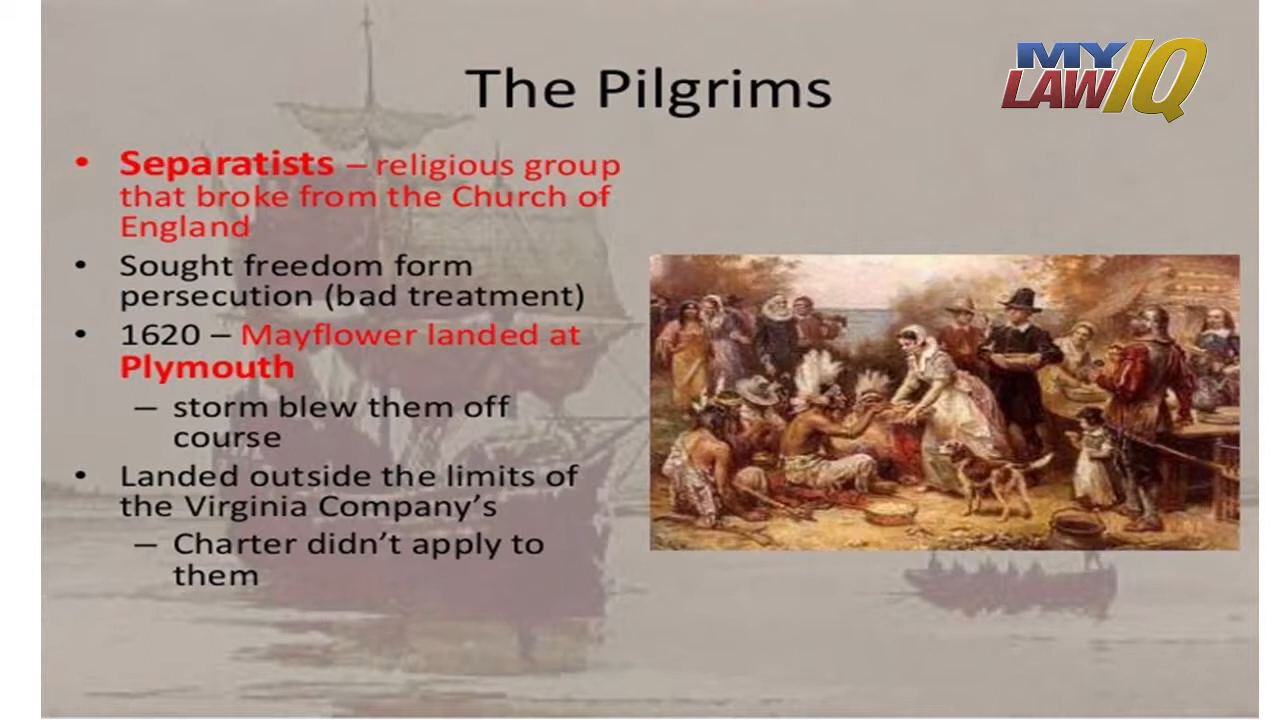 The Pilgrims
MY
LAW IQ
• Separatists – religious group
that broke from the Church of
England
• Sought freedom form
persecution (bad treatment)
• 1620 – Mayflower landed at
Plymouth
– storm blew them off
course
• Landed outside the limits of
the Virginia Company’s
– Charter didn’t apply to
them